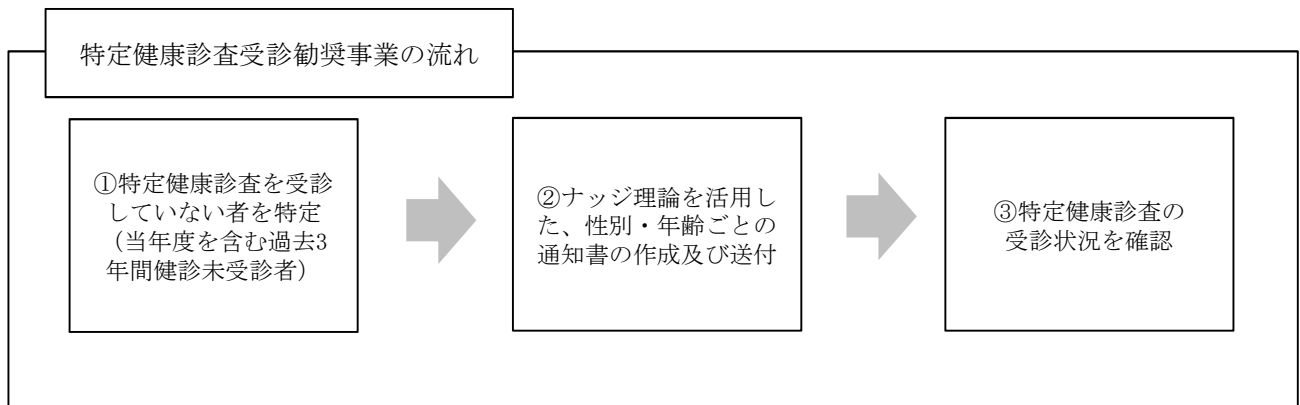 特定健康診査受診勧奨事業の流れ
①特定健康診査を受診
していない者を特定
（当年度を含む過去3
年間健診未受診者）
②ナッジ理論を活用し
た、性別・年齢ごとの
通知書の作成及び送付
③特定健康診査の
受診状況を確認